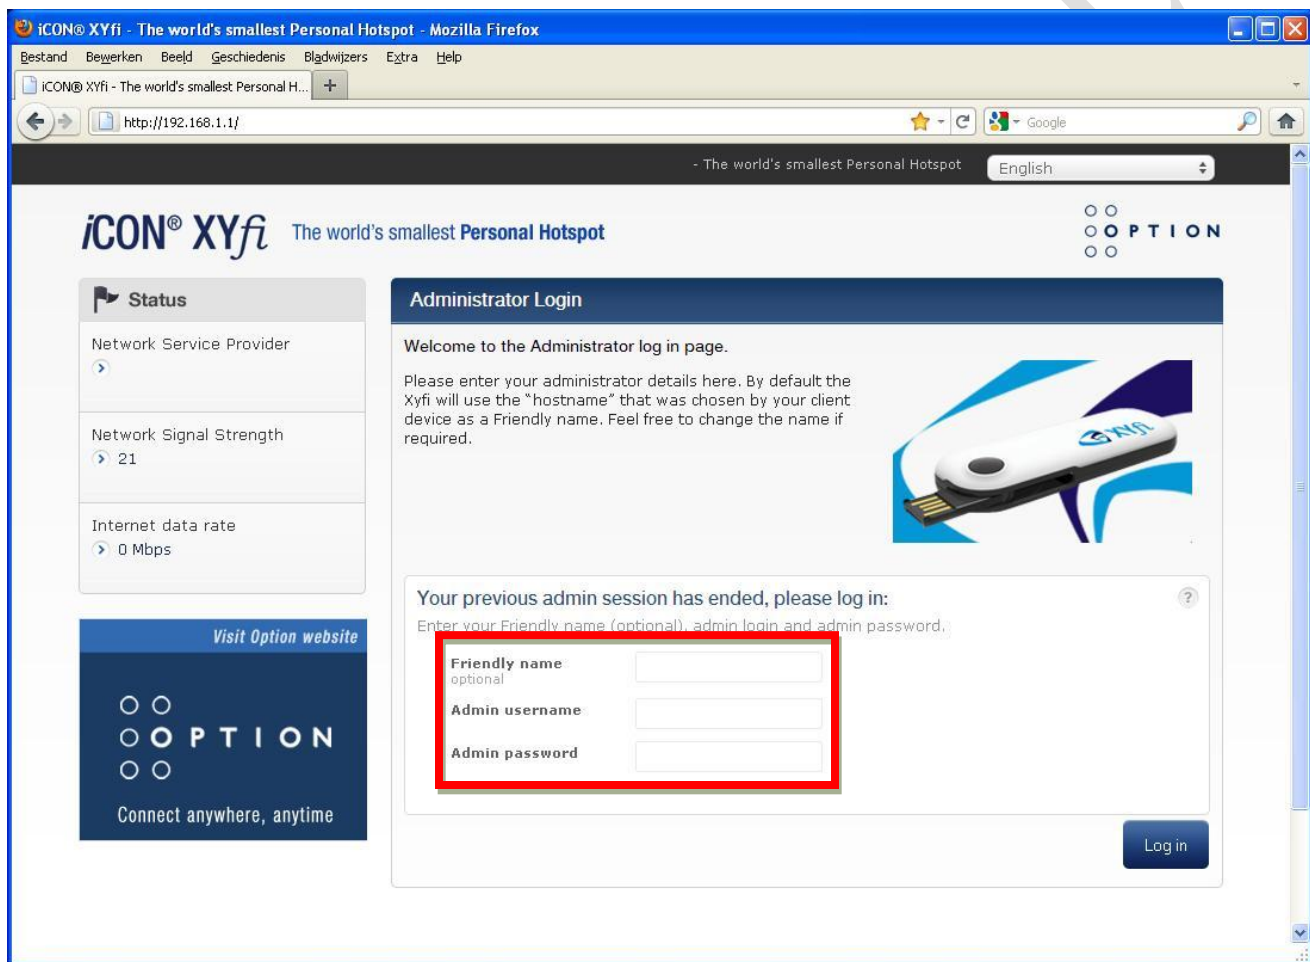 iCON® XYfi - The world's smallest Personal Hotspot - Mozilla Firefox
Bestand Bewerken Beeld Geschiedenis Bladwijzers Extra Help
iCON® XYfi - The world's smallest Personal H... +
http://192.168.1.1/
Google
- The world's smallest Personal Hotspot
English
iCON® XYfi The world's smallest Personal Hotspot
OPTION
Status
Network Service Provider
Network Signal Strength
21
Internet data rate
0 Mbps
Visit Option website
OPTION
Connect anywhere, anytime
Administrator Login
Welcome to the Administrator log in page.
Please enter your administrator details here. By default the
Xyfi will use the "hostname" that was chosen by your client
device as a Friendly name. Feel free to change the name if
required.
XYfi
Your previous admin session has ended, please log in:
?
Enter your Friendly name (optional), admin login and admin password.
Friendly name
optional
Admin username
Admin password
Log in